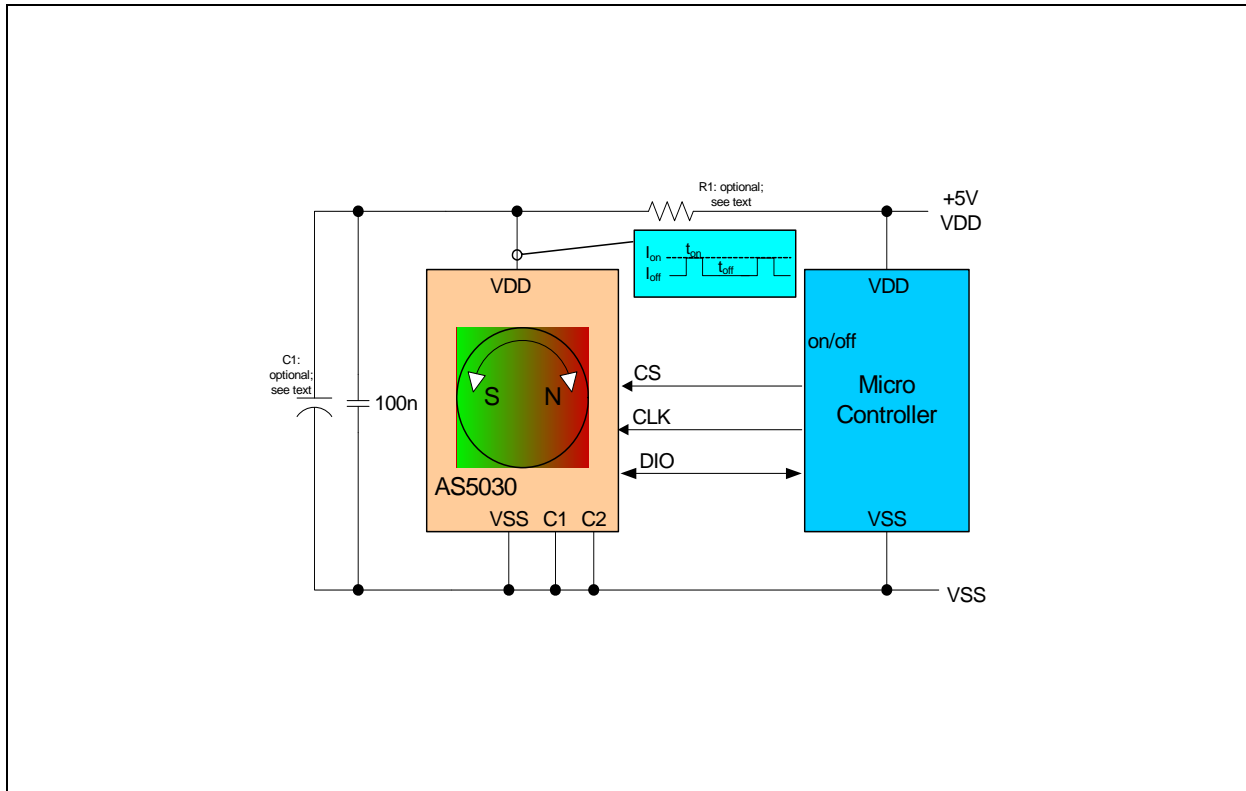 R1: optional;
see text
+5V
VDD
Ion
ton
Ioff
toff
VDD
VDD
on/off
C1:
optional;
see text
100n
S
N
CS
Micro
Controller
CLK
DIO
AS5030
VSS
C1
C2
VSS
VSS